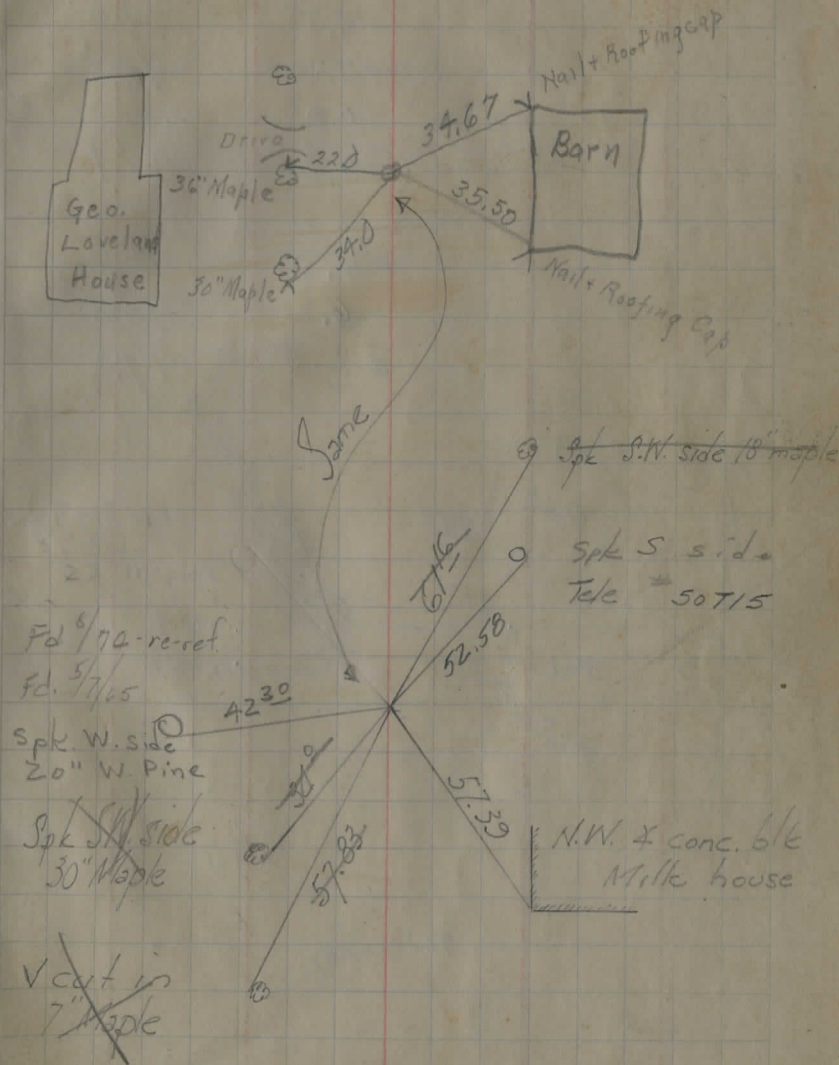 Nail + Roofing Cap
34.67
Barn
Drive
22.0
36" Maple
35.50
Geo.
Loveland
House
34.0
30" Maple
Nail + Roofing Cap
Same
Spk S.W. side 18" maple
67.16
Spk S side
Tele # 50T15
52.58
Fd 6/74 - re-ref.
Fd. 5/7/65
42.30
Spk. W. side
20" W. Pine
57.39
Spk S.W. side
30" Maple
N.W. ∡ conc. blk
Milk house
57.83
V cut in
7" Maple